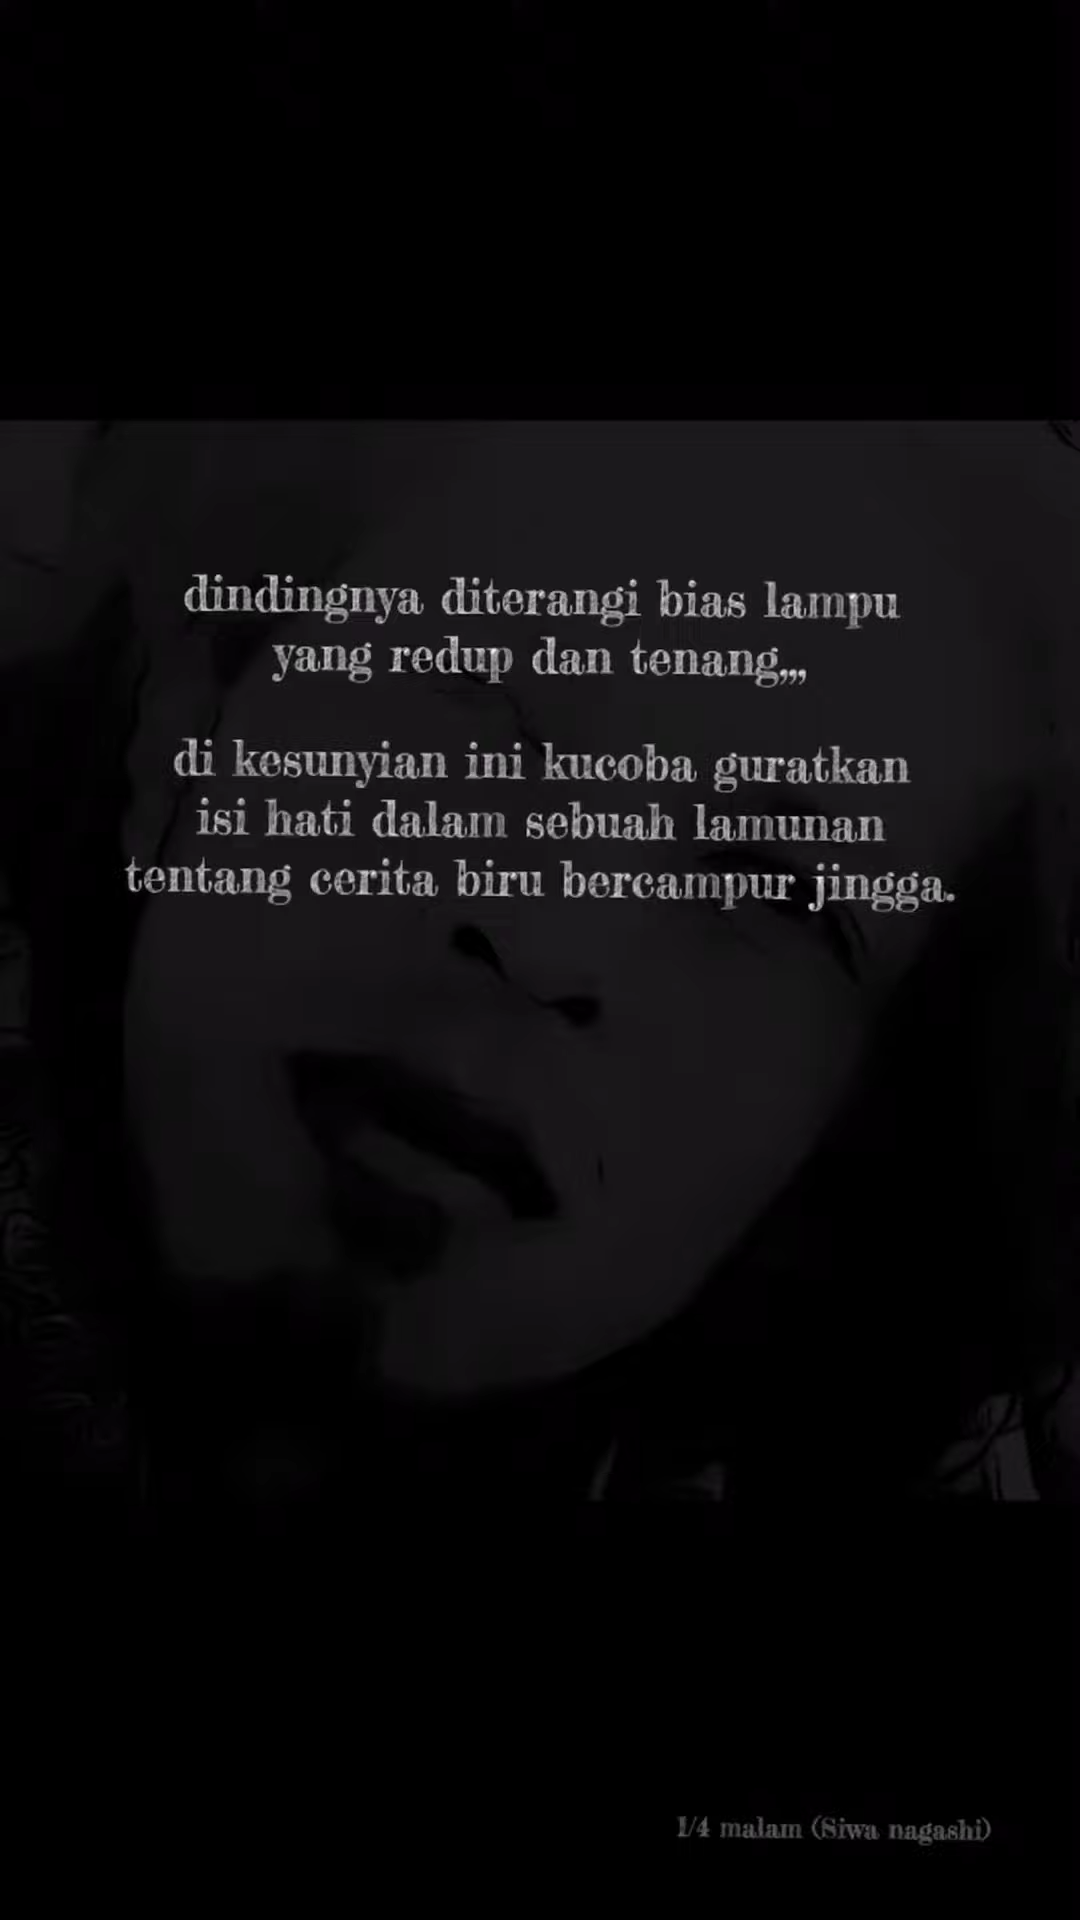 dindingnya diterangi bias lampu
yang redup dan tenang,,,
di kesunyian ini kucoba guratkan
isi hati dalam sebuah lamunan
tentang cerita biru bercampur jingga.
1/4 malam (Siwa nagashi)